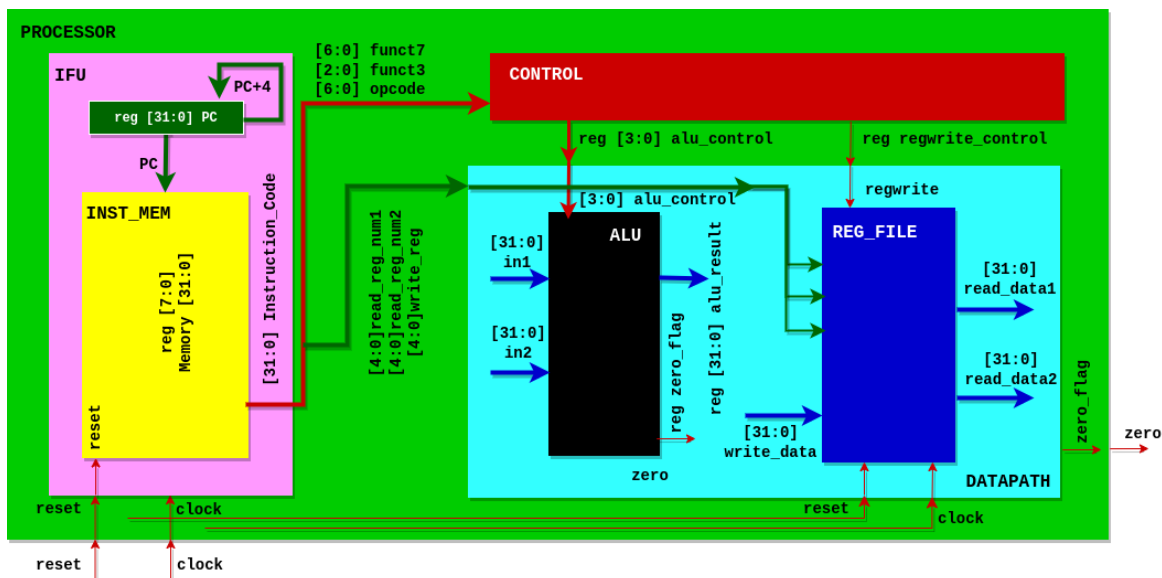 PROCESSOR
IFU
PC+4
reg [31:0] PC
PC
INST_MEM
reg [7:0]
Memory [31:0]
reset
[31:0] Instruction_Code
[6:0] funct7
[2:0] funct3
[6:0] opcode
CONTROL
reg [3:0] alu_control
reg regwrite_control
[3:0] alu_control
regwrite
[4:0]read_reg_num1
[4:0]read_reg_num2
[4:0]write_reg
ALU
[31:0]
in1
[31:0]
in2
reg zero_flag
reg [31:0] alu_result
zero
REG_FILE
[31:0]
write_data
[31:0]
read_data1
[31:0]
read_data2
DATAPATH
zero_flag
zero
reset
clock
reset
clock
reset
clock